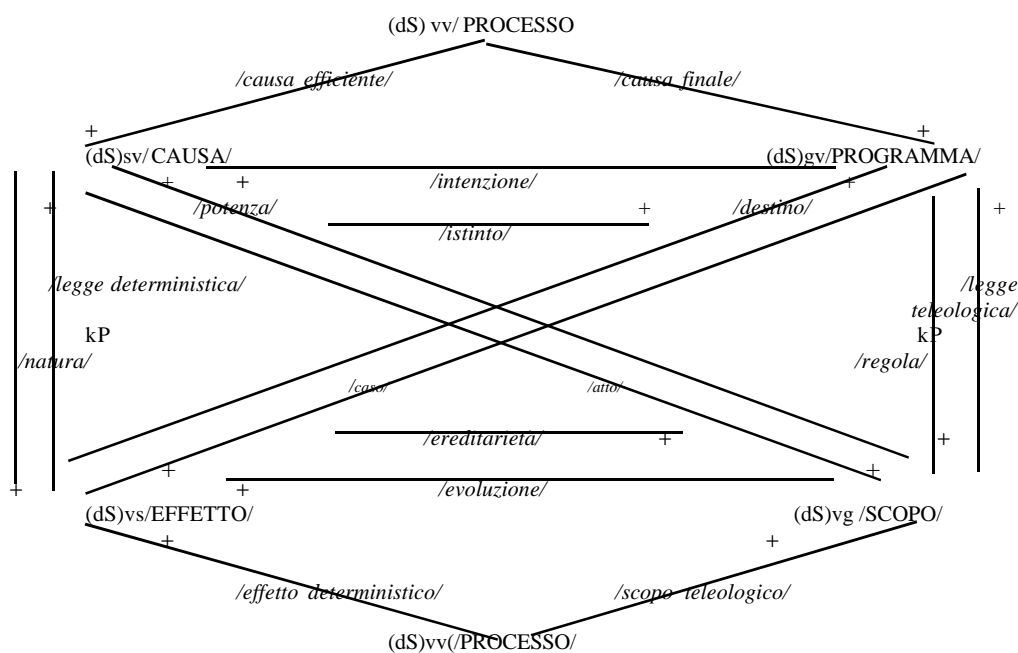 (dS) vv/ PROCESSO
/causa efficiente/ /causa finale/
+ +
(dS)sv/ CAUSA/ (dS)gv/PROGRAMMA/
+ + /intenzione/ +
+ /potenza/ + /destino/ +
/istinto/
/legge deterministica/ /legge
teleologica/
kP kP
/natura/ /regola/
/caso/ /atto/
/ereditarietà/ + +
+ +
+ + /evoluzione/
(dS)vs/EFFETTO/ (dS)vg /SCOPO/
+ +
/effetto deterministico/ /scopo teleologico/
(dS)vv(/PROCESSO/